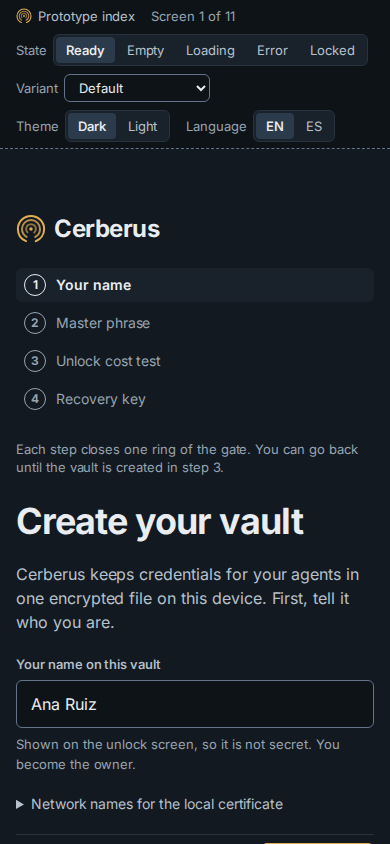 Prototype index Screen 1 of 11
State Ready Empty Loading Error Locked
Variant Default
Theme Dark Light Language EN ES
Cerberus
1 Your name
2 Master phrase
3 Unlock cost test
4 Recovery key
Each step closes one ring of the gate. You can go back
until the vault is created in step 3.
Create your vault
Cerberus keeps credentials for your agents in
one encrypted file on this device. First, tell it
who you are.
Your name on this vault
Ana Ruiz
Shown on the unlock screen, so it is not secret. You
become the owner.
Network names for the local certificate